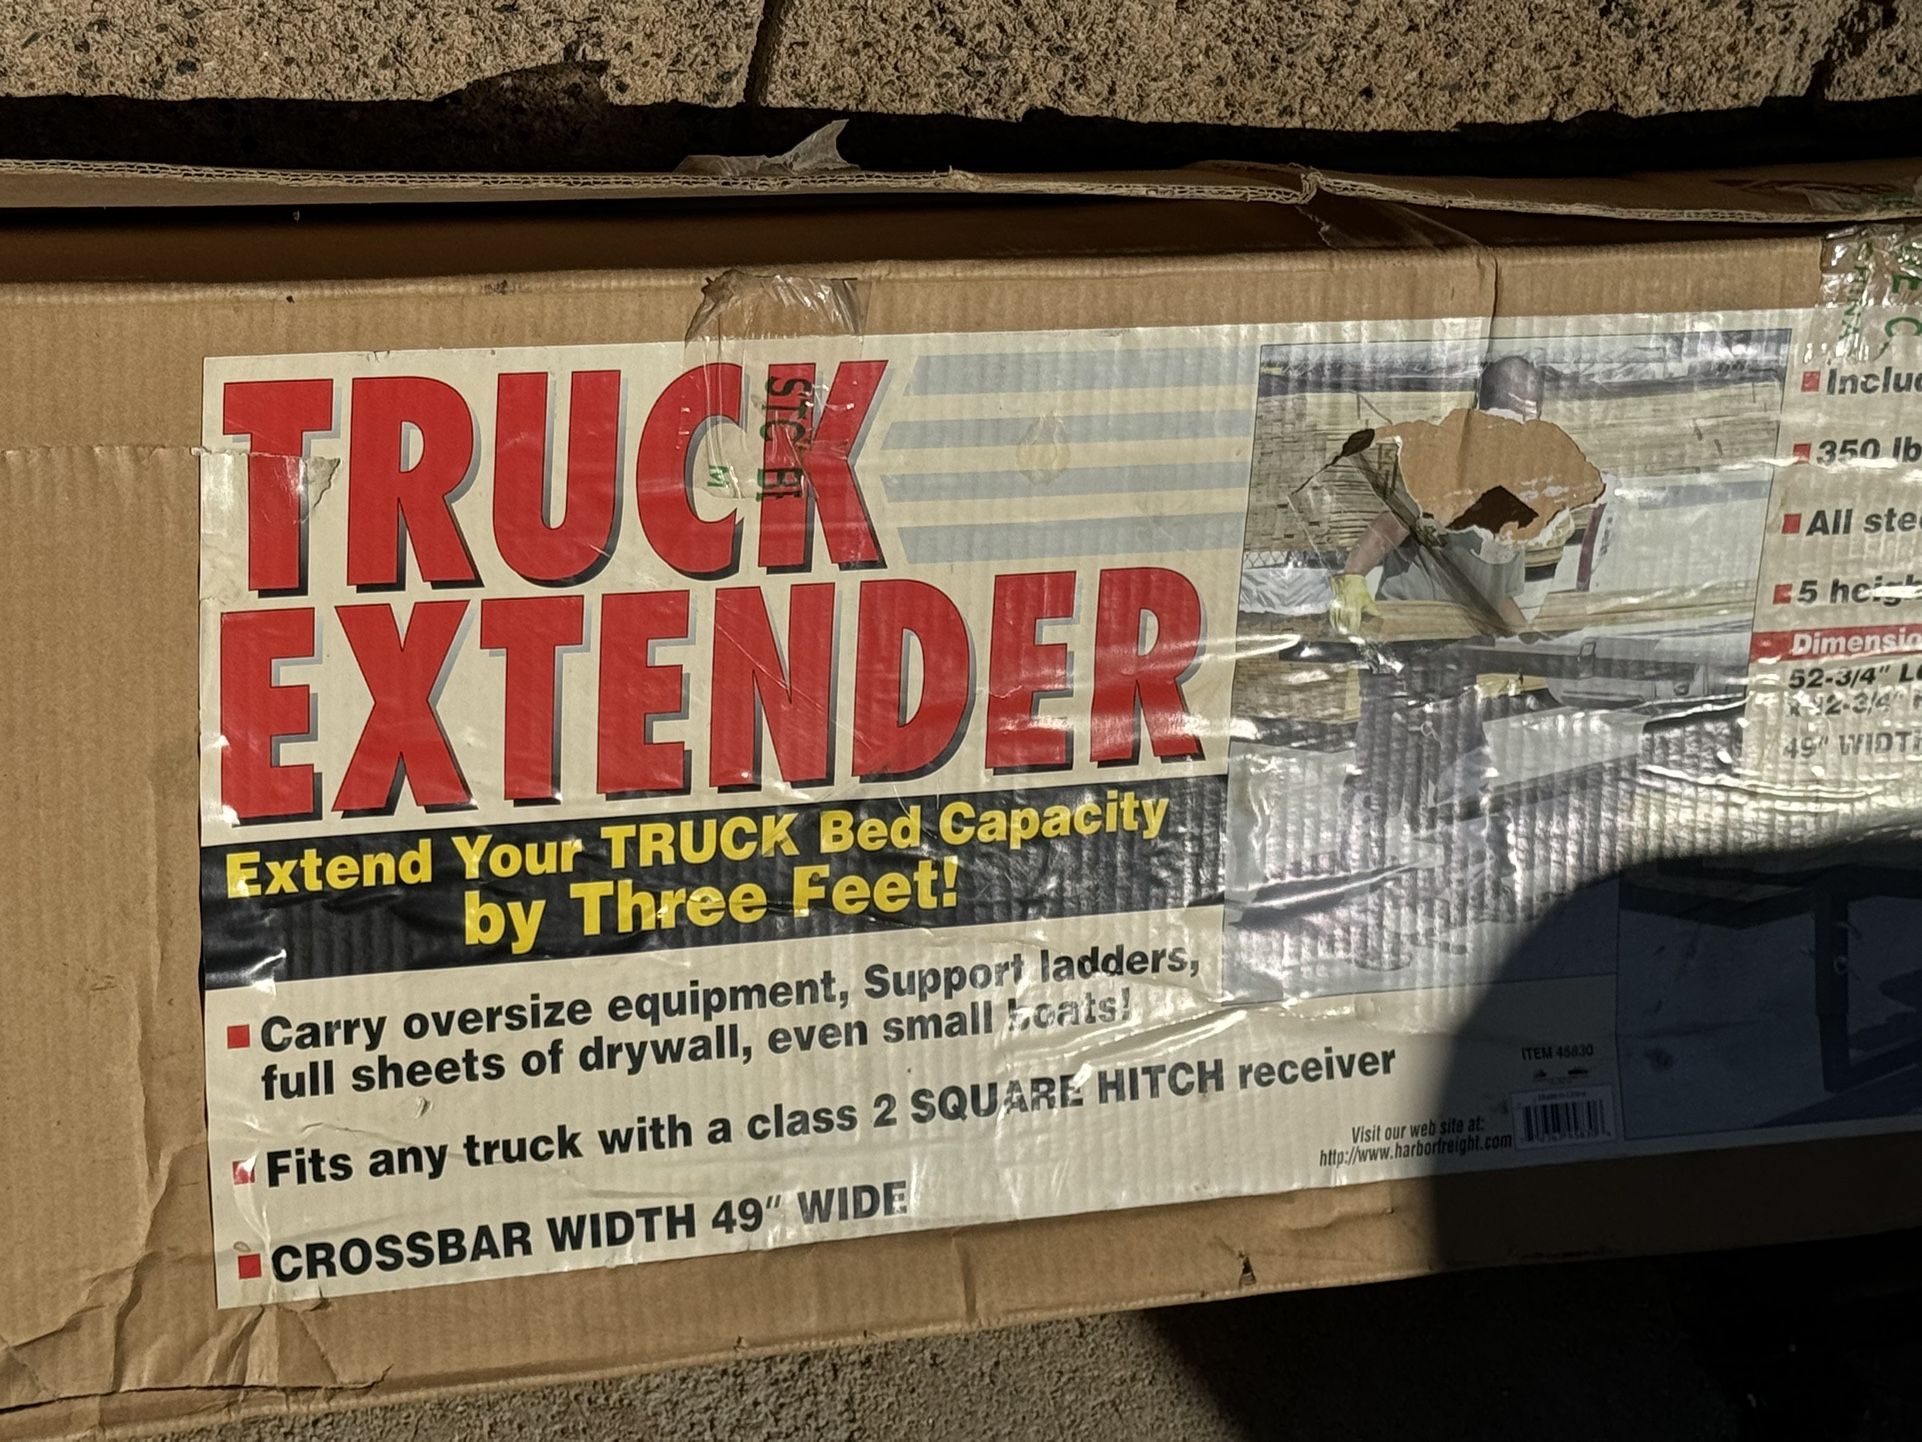 TRUCK
EXTENDER
Extend Your TRUCK Bed Capacity
by Three Feet!
Carry oversize equipment, Support ladders,
full sheets of drywall, even small boats!
Fits any truck with a class 2 SQUARE HITCH receiver
CROSSBAR WIDTH 49" WIDE
Visit our web site at:
http://www.harborfreight.com
ITEM
350 lb
All ste
5 heigh
Dimensio
52-3/4" L
49" WIDT
Inclu